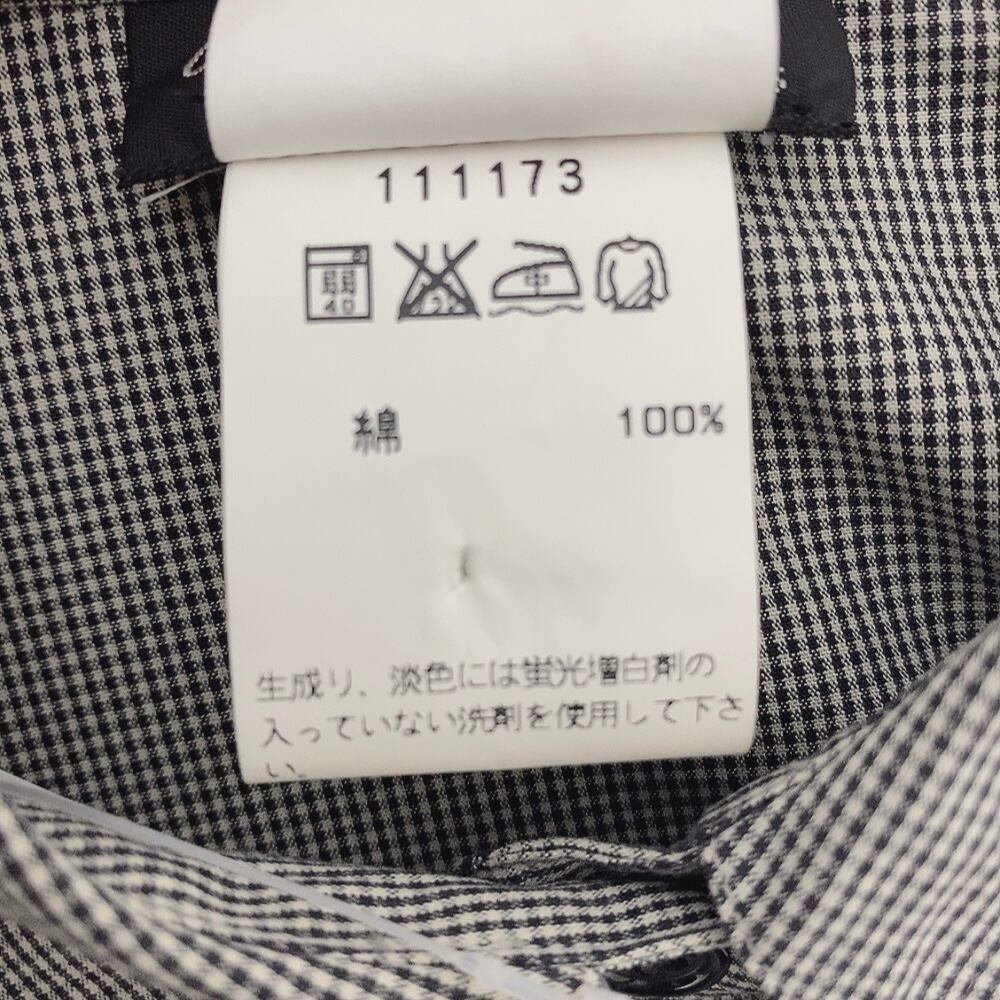 111173
弱
40
中
綿 100%
生成り、淡色には蛍光増白剤の
入っていない洗剤を使用して下さ
い。